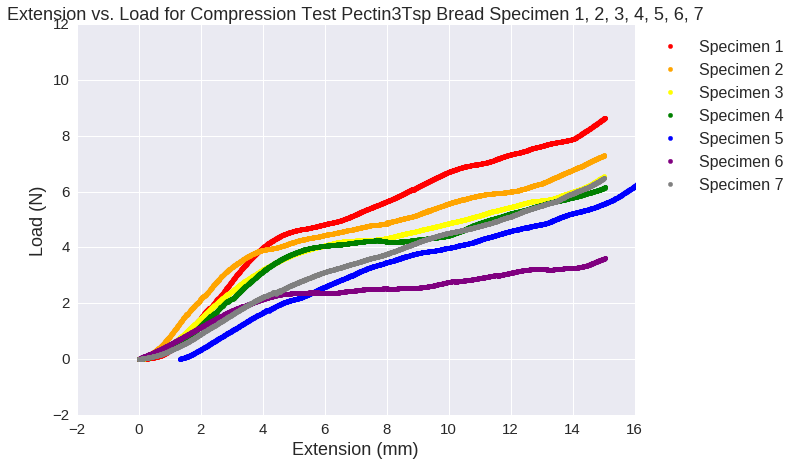 Extension vs. Load for Compression Test Pectin3Tsp Bread Specimen 1, 2, 3, 4, 5, 6, 7
12
10
8
6
4
2
0
−2
Load (N)
−2 0 2 4 6 8 10 12 14 16
Extension (mm)
Specimen 1
Specimen 2
Specimen 3
Specimen 4
Specimen 5
Specimen 6
Specimen 7